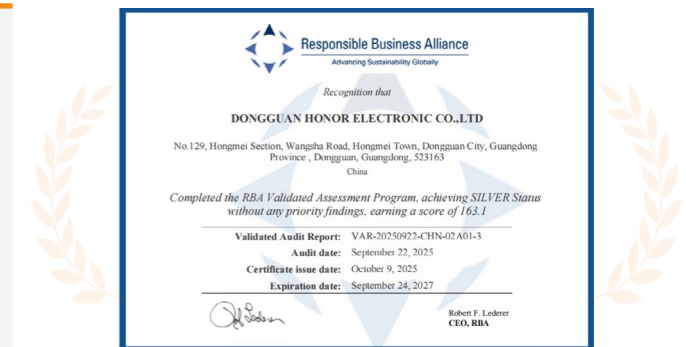 Responsible Business Alliance
Advancing Sustainability Globally
Recognition that
DONGGUAN HONOR ELECTRONIC CO.,LTD
No.129, Hongmei Section, Wangsha Road, Hongmei Town, Dongguan City, Guangdong
Province , Dongguan, Guangdong, 523163
China
Completed the RBA Validated Assessment Program, achieving SILVER Status
without any priority findings, earning a score of 163.1
Validated Audit Report: VAR-20250922-CHN-02A01-3
Audit date: September 22, 2025
Certificate issue date: October 9, 2025
Expiration date: September 24, 2027
Robert F. Lederer
CEO, RBA